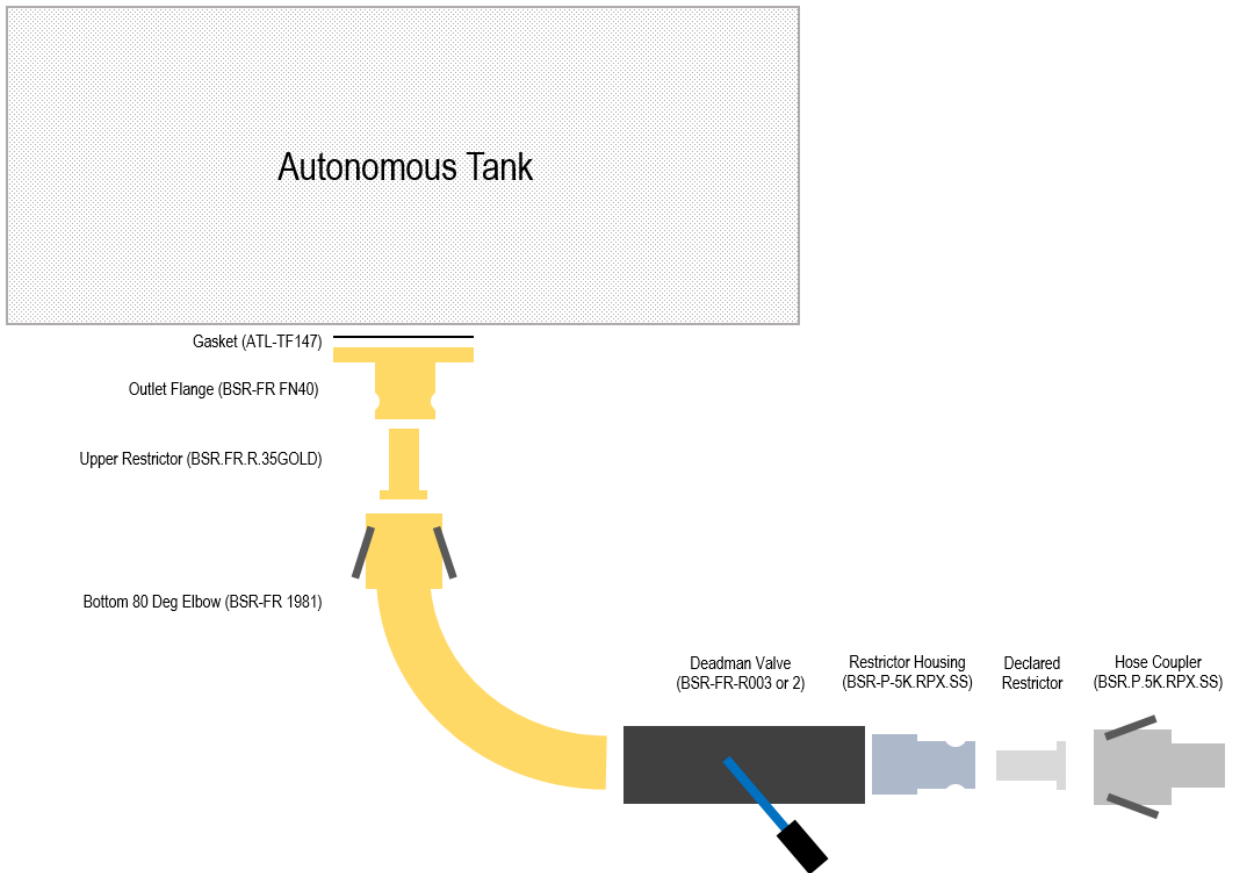 Autonomous Tank
Gasket (ATL-TF147)
Outlet Flange (BSR-FR FN40)
Upper Restrictor (BSR.FR.R.35GOLD)
Bottom 80 Deg Elbow (BSR-FR 1981)
Deadman Valve
(BSR-FR-R003 or 2)
Restrictor Housing
(BSR-P-5K.RPX.SS)
Declared
Restrictor
Hose Coupler
(BSR.P.5K.RPX.SS)